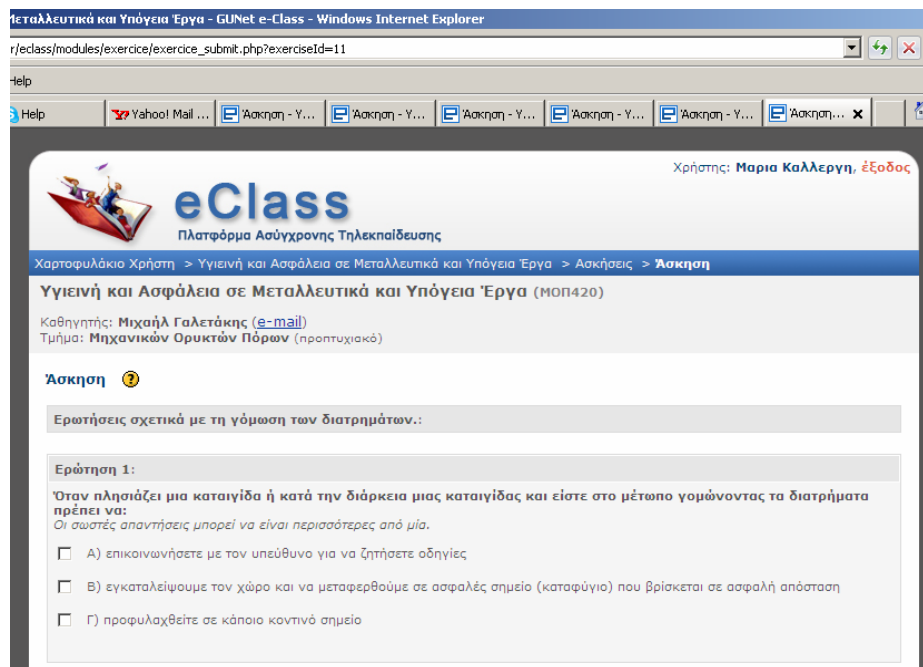 Μεταλλευτικά και Υπόγεια Έργα - GUNet e-Class - Windows Internet Explorer
r/eclass/modules/exercice/exercice_submit.php?exerciseId=11
Help
Help Yahoo! Mail ... Άσκηση - Υ... Άσκηση - Υ... Άσκηση - Υ... Άσκηση - Υ... Άσκηση - Υ... Άσκηση... x
Χρήστης: Μαρια Καλλεργη, έξοδος
eClass
Πλατφόρμα Ασύγχρονης Τηλεκπαίδευσης
Χαρτοφυλάκιο Χρήστη > Υγιεινή και Ασφάλεια σε Μεταλλευτικά και Υπόγεια Έργα > Ασκήσεις > Άσκηση
Υγιεινή και Ασφάλεια σε Μεταλλευτικά και Υπόγεια Έργα (ΜΟΠ420)
Καθηγητής: Μιχαήλ Γαλετάκης (e-mail)
Τμήμα: Μηχανικών Ορυκτών Πόρων (προπτυχιακό)
Άσκηση ?
Ερωτήσεις σχετικά με τη γόμωση των διατρημάτων.:
Ερώτηση 1:
Όταν πλησιάζει μια καταιγίδα ή κατά την διάρκεια μιας καταιγίδας και είστε στο μέτωπο γομώνοντας τα διατρήματα
πρέπει να:
Οι σωστές απαντήσεις μπορεί να είναι περισσότερες από μία.
Α) επικοινωνήσετε με τον υπεύθυνο για να ζητήσετε οδηγίες
Β) εγκαταλείψουμε τον χώρο και να μεταφερθούμε σε ασφαλές σημείο (καταφύγιο) που βρίσκεται σε ασφαλή απόσταση
Γ) προφυλαχθείτε σε κάποιο κοντινό σημείο